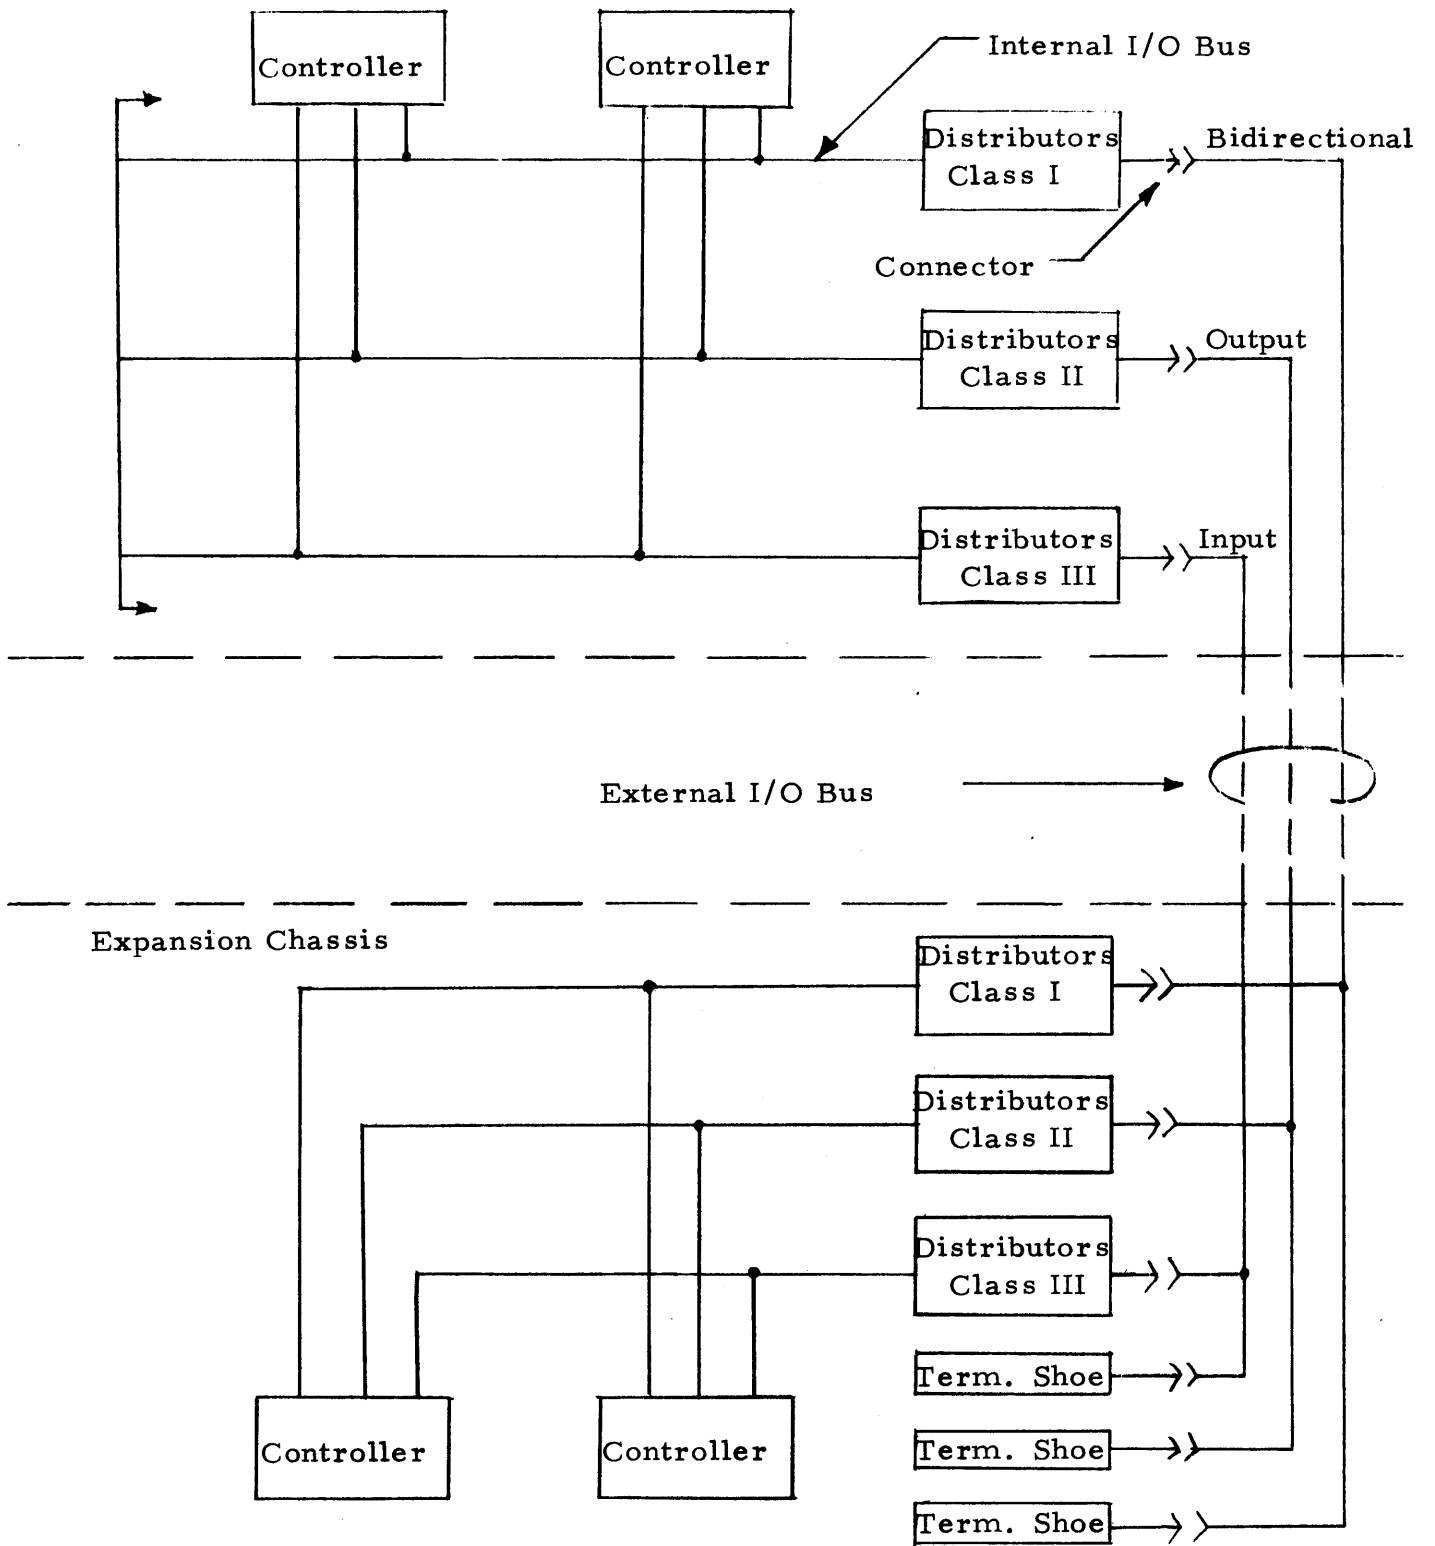 Controller
Controller
Internal I/O Bus
Distributors
Class I
Bidirectional
Connector
Distributors
Class II
Output
Distributors
Class III
Input
External I/O Bus
Expansion Chassis
Distributors
Class I
Distributors
Class II
Distributors
Class III
Term. Shoe
Controller
Controller
Term. Shoe
Term. Shoe